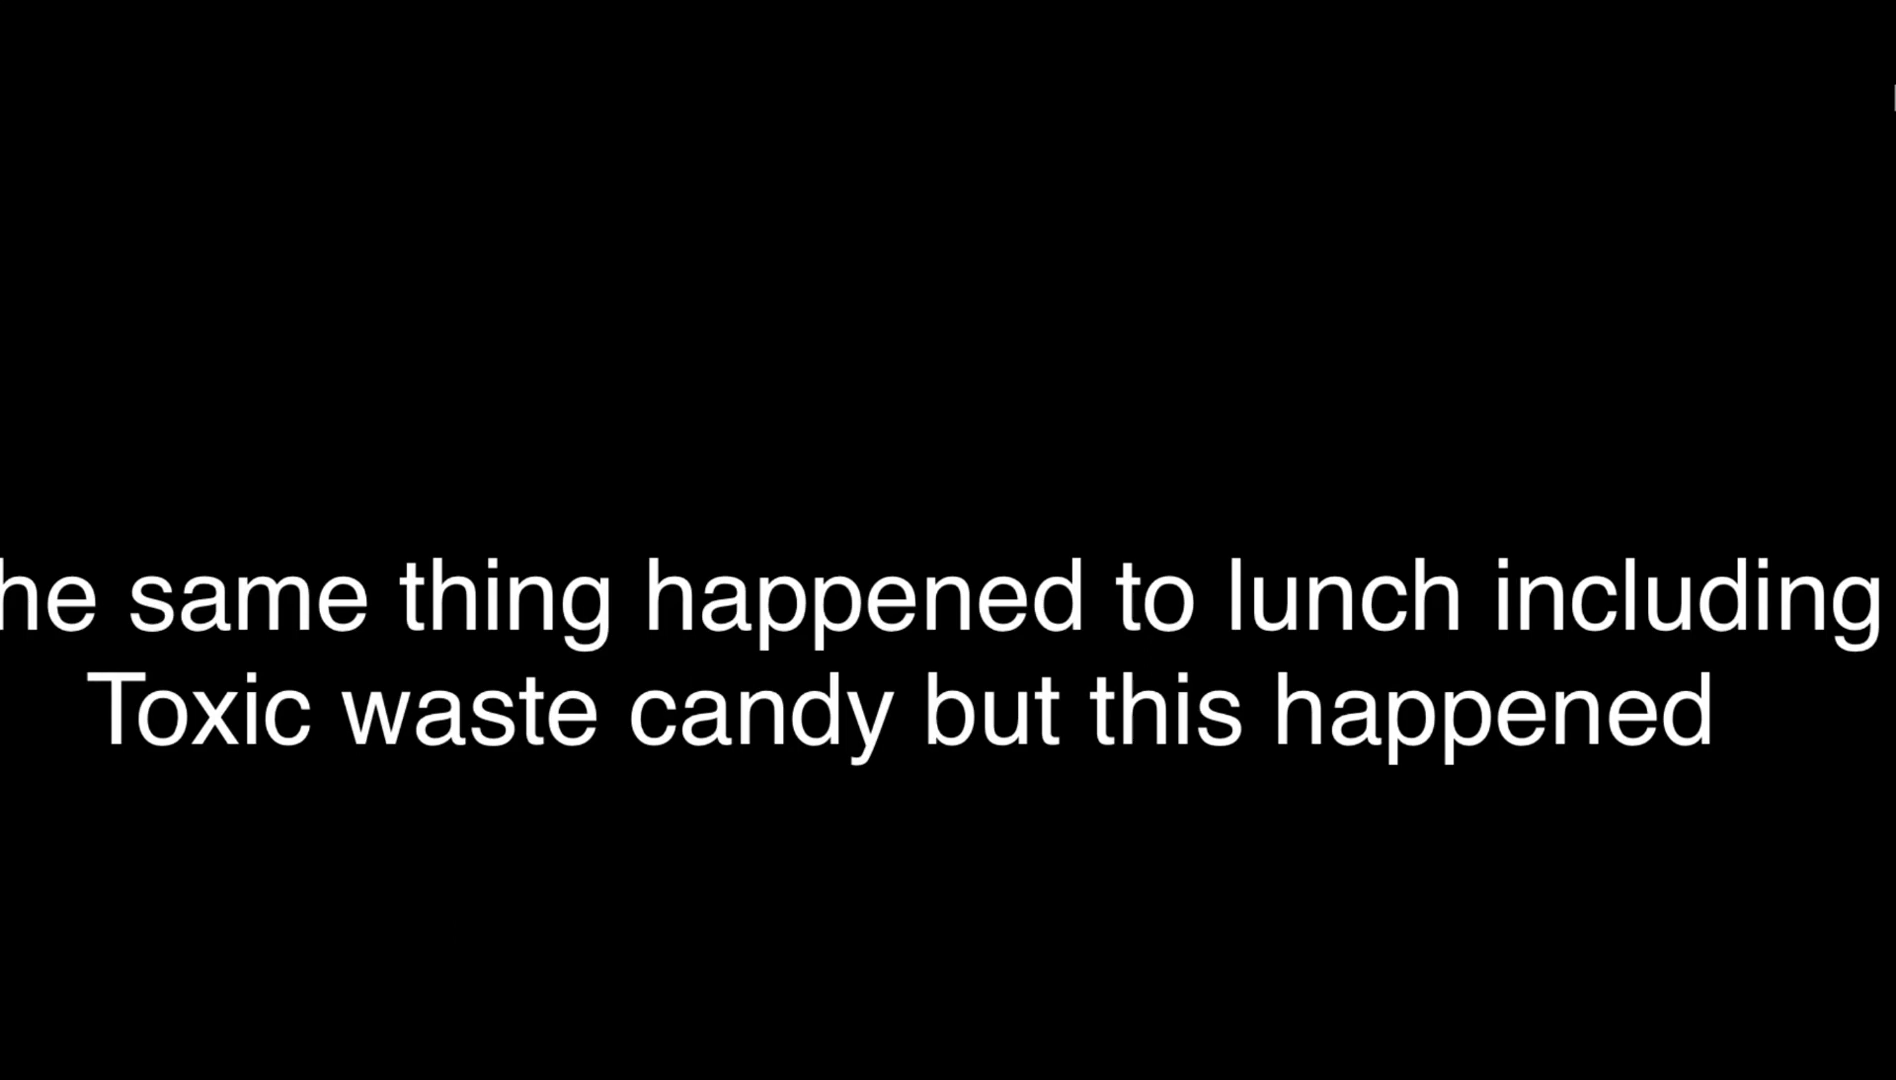 he same thing happened to lunch including
Toxic waste candy but this happened